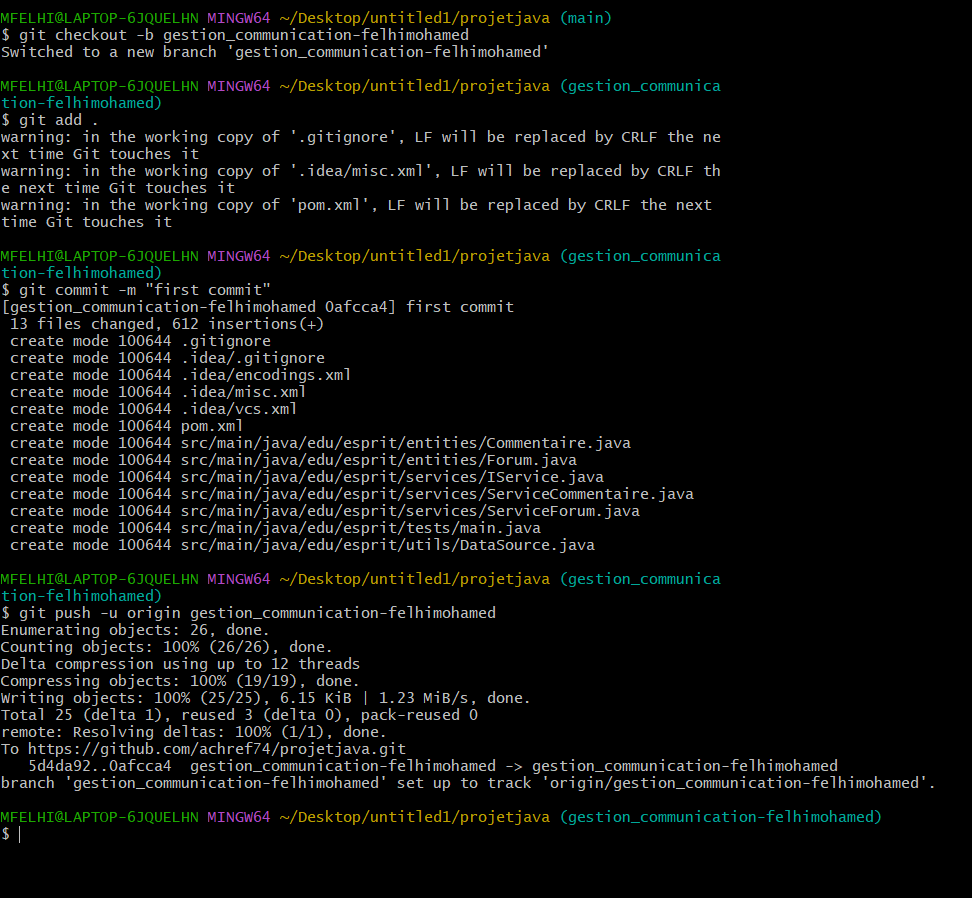 MFELHI@LAPTOP-6JQUELHN MINGW64 ~/Desktop/untitled1/projetjava (main)
$ git checkout -b gestion_communication-felhimohamed
Switched to a new branch 'gestion_communication-felhimohamed'
MFELHI@LAPTOP-6JQUELHN MINGW64 ~/Desktop/untitled1/projetjava (gestion_communica
tion-felhimohamed)
$ git add .
warning: in the working copy of '.gitignore', LF will be replaced by CRLF the ne
xt time Git touches it
warning: in the working copy of '.idea/misc.xml', LF will be replaced by CRLF th
e next time Git touches it
warning: in the working copy of 'pom.xml', LF will be replaced by CRLF the next
time Git touches it
MFELHI@LAPTOP-6JQUELHN MINGW64 ~/Desktop/untitled1/projetjava (gestion_communica
tion-felhimohamed)
$ git commit -m "first commit"
[gestion_communication-felhimohamed 0afcca4] first commit
 13 files changed, 612 insertions(+)
 create mode 100644 .gitignore
 create mode 100644 .idea/.gitignore
 create mode 100644 .idea/encodings.xml
 create mode 100644 .idea/misc.xml
 create mode 100644 .idea/vcs.xml
 create mode 100644 pom.xml
 create mode 100644 src/main/java/edu/esprit/entities/Commentaire.java
 create mode 100644 src/main/java/edu/esprit/entities/Forum.java
 create mode 100644 src/main/java/edu/esprit/services/IService.java
 create mode 100644 src/main/java/edu/esprit/services/ServiceCommentaire.java
 create mode 100644 src/main/java/edu/esprit/services/ServiceForum.java
 create mode 100644 src/main/java/edu/esprit/tests/main.java
 create mode 100644 src/main/java/edu/esprit/utils/DataSource.java
MFELHI@LAPTOP-6JQUELHN MINGW64 ~/Desktop/untitled1/projetjava (gestion_communica
tion-felhimohamed)
$ git push -u origin gestion_communication-felhimohamed
Enumerating objects: 26, done.
Counting objects: 100% (26/26), done.
Delta compression using up to 12 threads
Compressing objects: 100% (19/19), done.
Writing objects: 100% (25/25), 6.15 KiB | 1.23 MiB/s, done.
Total 25 (delta 1), reused 3 (delta 0), pack-reused 0
remote: Resolving deltas: 100% (1/1), done.
To https://github.com/achref74/projetjava.git
   5d4da92..0afcca4  gestion_communication-felhimohamed -> gestion_communication-felhimohamed
branch 'gestion_communication-felhimohamed' set up to track 'origin/gestion_communication-felhimohamed'.
MFELHI@LAPTOP-6JQUELHN MINGW64 ~/Desktop/untitled1/projetjava (gestion_communication-felhimohamed)
$